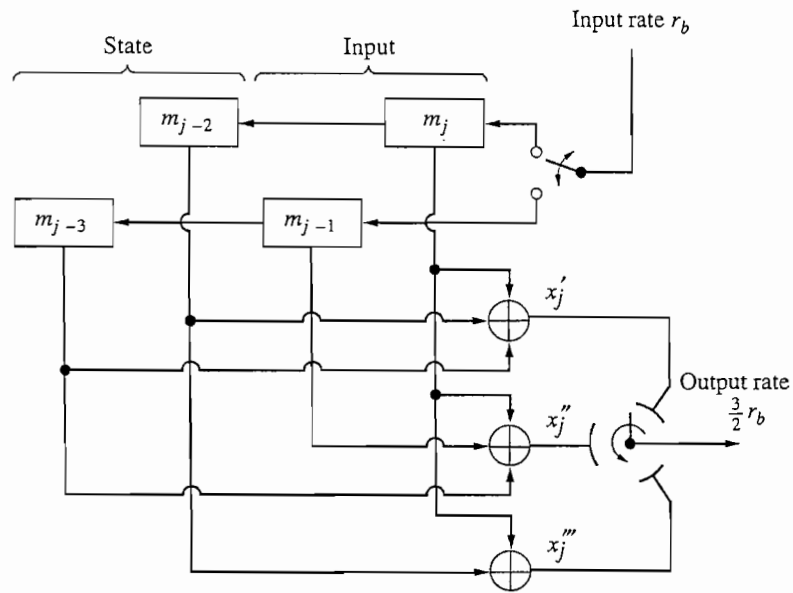 Input rate r_b
State
Input
m_{j-2}
m_j
m_{j-3}
m_{j-1}
x_j'
Output rate
3/2 r_b
x_j''
x_j'''